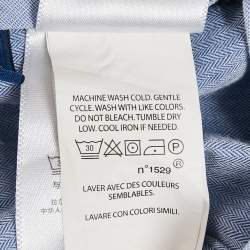 MACHINE WASH COLD. GENTLE
CYCLE. WASH WITH LIKE COLORS.
DO NOT BLEACH. TUMBLE DRY
LOW. COOL IRON IF NEEDED.
30
n°1529
®
LAVER AVEC DES COULEURS
SEMBLABLES.
LAVARE CON COLORI SIMILI.
30